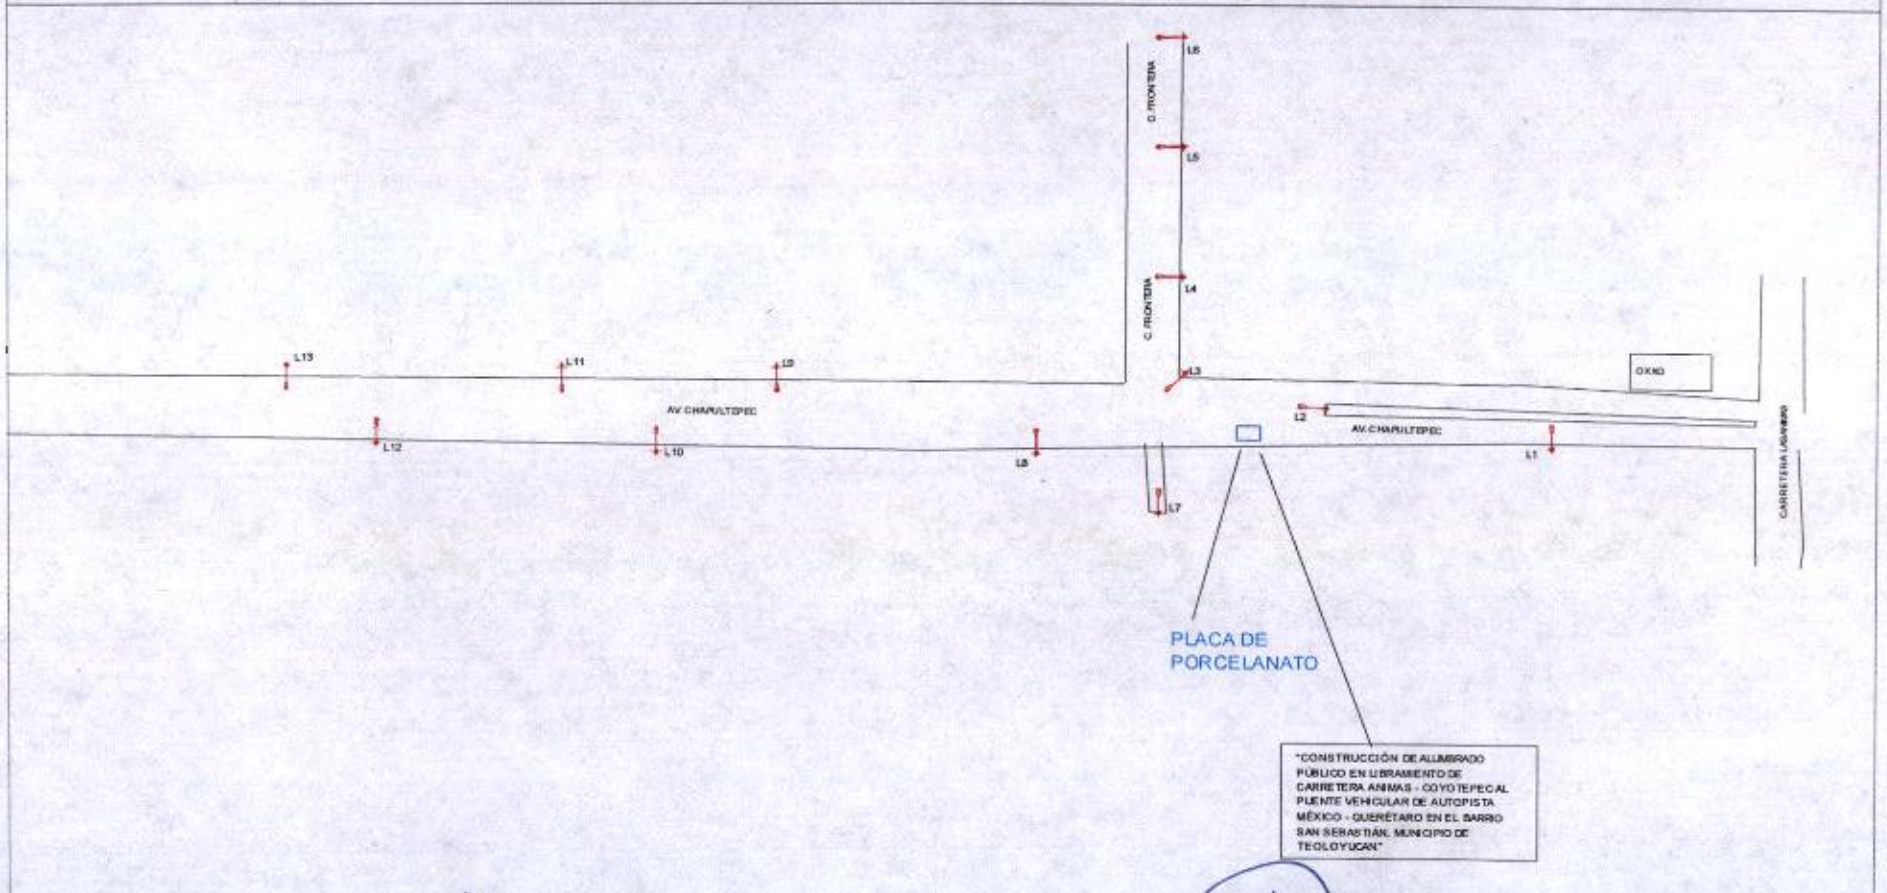 L6
C. FRONTERA
L5
L4
C. FRONTERA
L13
L11
L9
L3
OXXO
AV. CHAPULTEPEC
L2
AV. CHAPULTEPEC
L12
L10
L8
L1
L7
PLACA DE
PORCELANATO
"CONSTRUCCIÓN DE ALUMBRADO
PÚBLICO EN LIBRAMIENTO DE
CARRETERA ANIMAS - COYOTEPEC AL
PUENTE VEHICULAR DE AUTOPISTA
MÉXICO - QUERÉTARO EN EL BARRIO
SAN SEBASTIÁN, MUNICIPIO DE
TEOLOYUCAN"
CARRETERA LAS ANIMAS